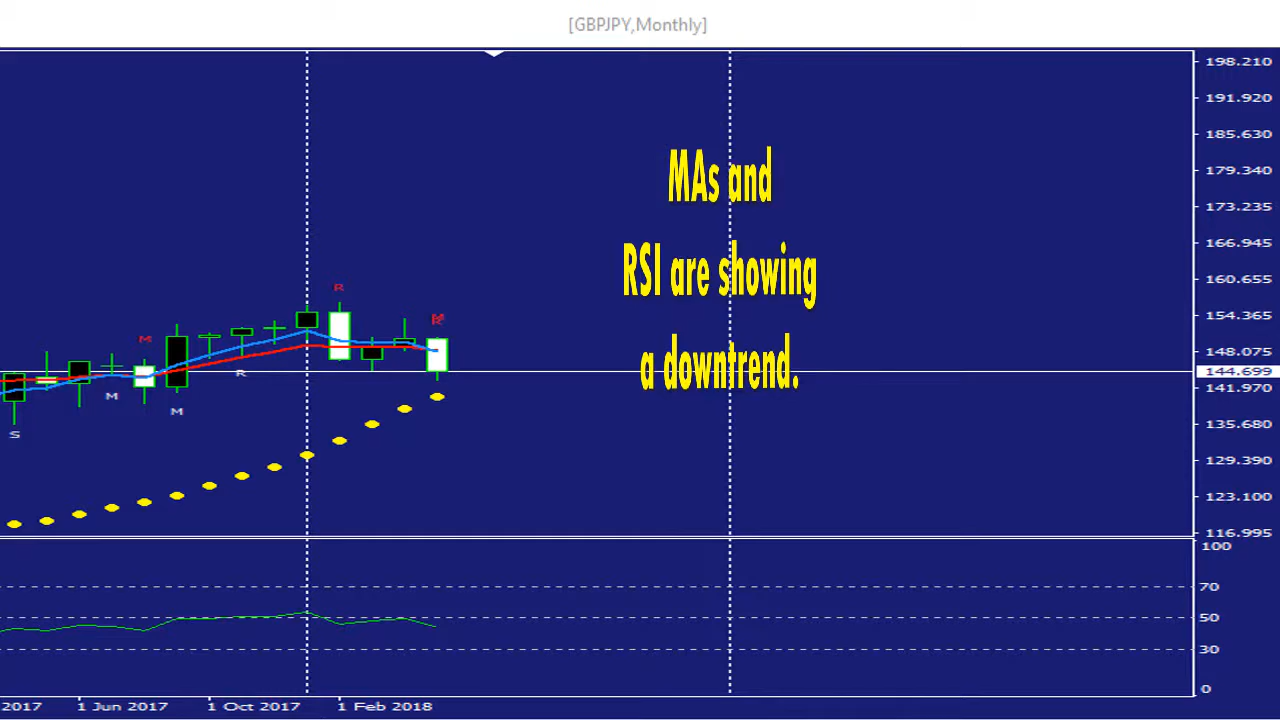 [GBPJPY,Monthly]
198.210
191.920
185.630
179.340
173.235
166.945
160.655
154.365
148.075
144.699
141.970
135.680
129.390
123.100
116.995
MAs and
RSI are showing
a downtrend.
M
R
M
R
M
R
M
S
100
70
50
30
0
2017
1 Jun 2017
1 Oct 2017
1 Feb 2018